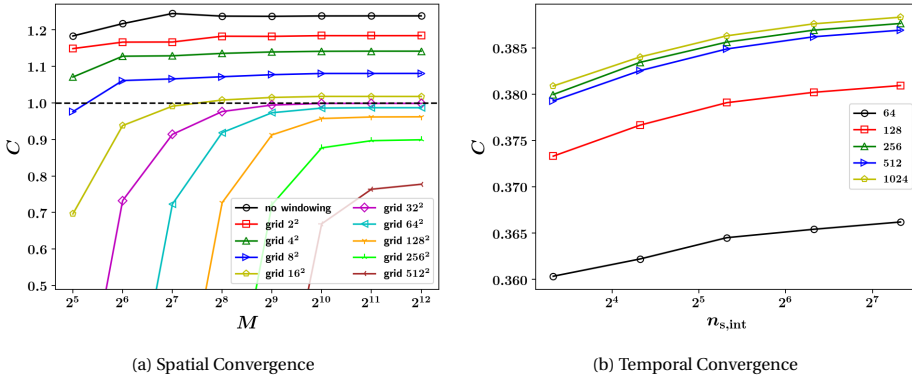 1.2
1.1
1.0
0.9
0.8
0.7
0.6
0.5
C
2⁵ 2⁶ 2⁷ 2⁸ 2⁹ 2¹⁰ 2¹¹ 2¹²
M
no windowing
grid 2²
grid 4²
grid 8²
grid 16²
grid 32²
grid 64²
grid 128²
grid 256²
grid 512²
(a) Spatial Convergence
0.385
0.380
0.375
0.370
0.365
0.360
C
2⁴ 2⁵ 2⁶ 2⁷
n_{s,int}
64
128
256
512
1024
(b) Temporal Convergence